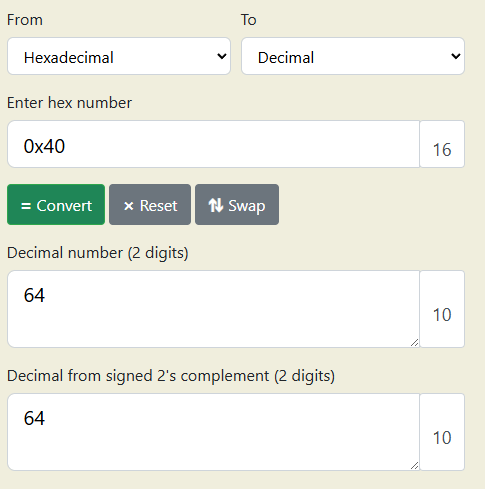 From To
Hexadecimal Decimal
Enter hex number
0x40 16
= Convert × Reset ⇅ Swap
Decimal number (2 digits)
64
10
Decimal from signed 2's complement (2 digits)
64
10